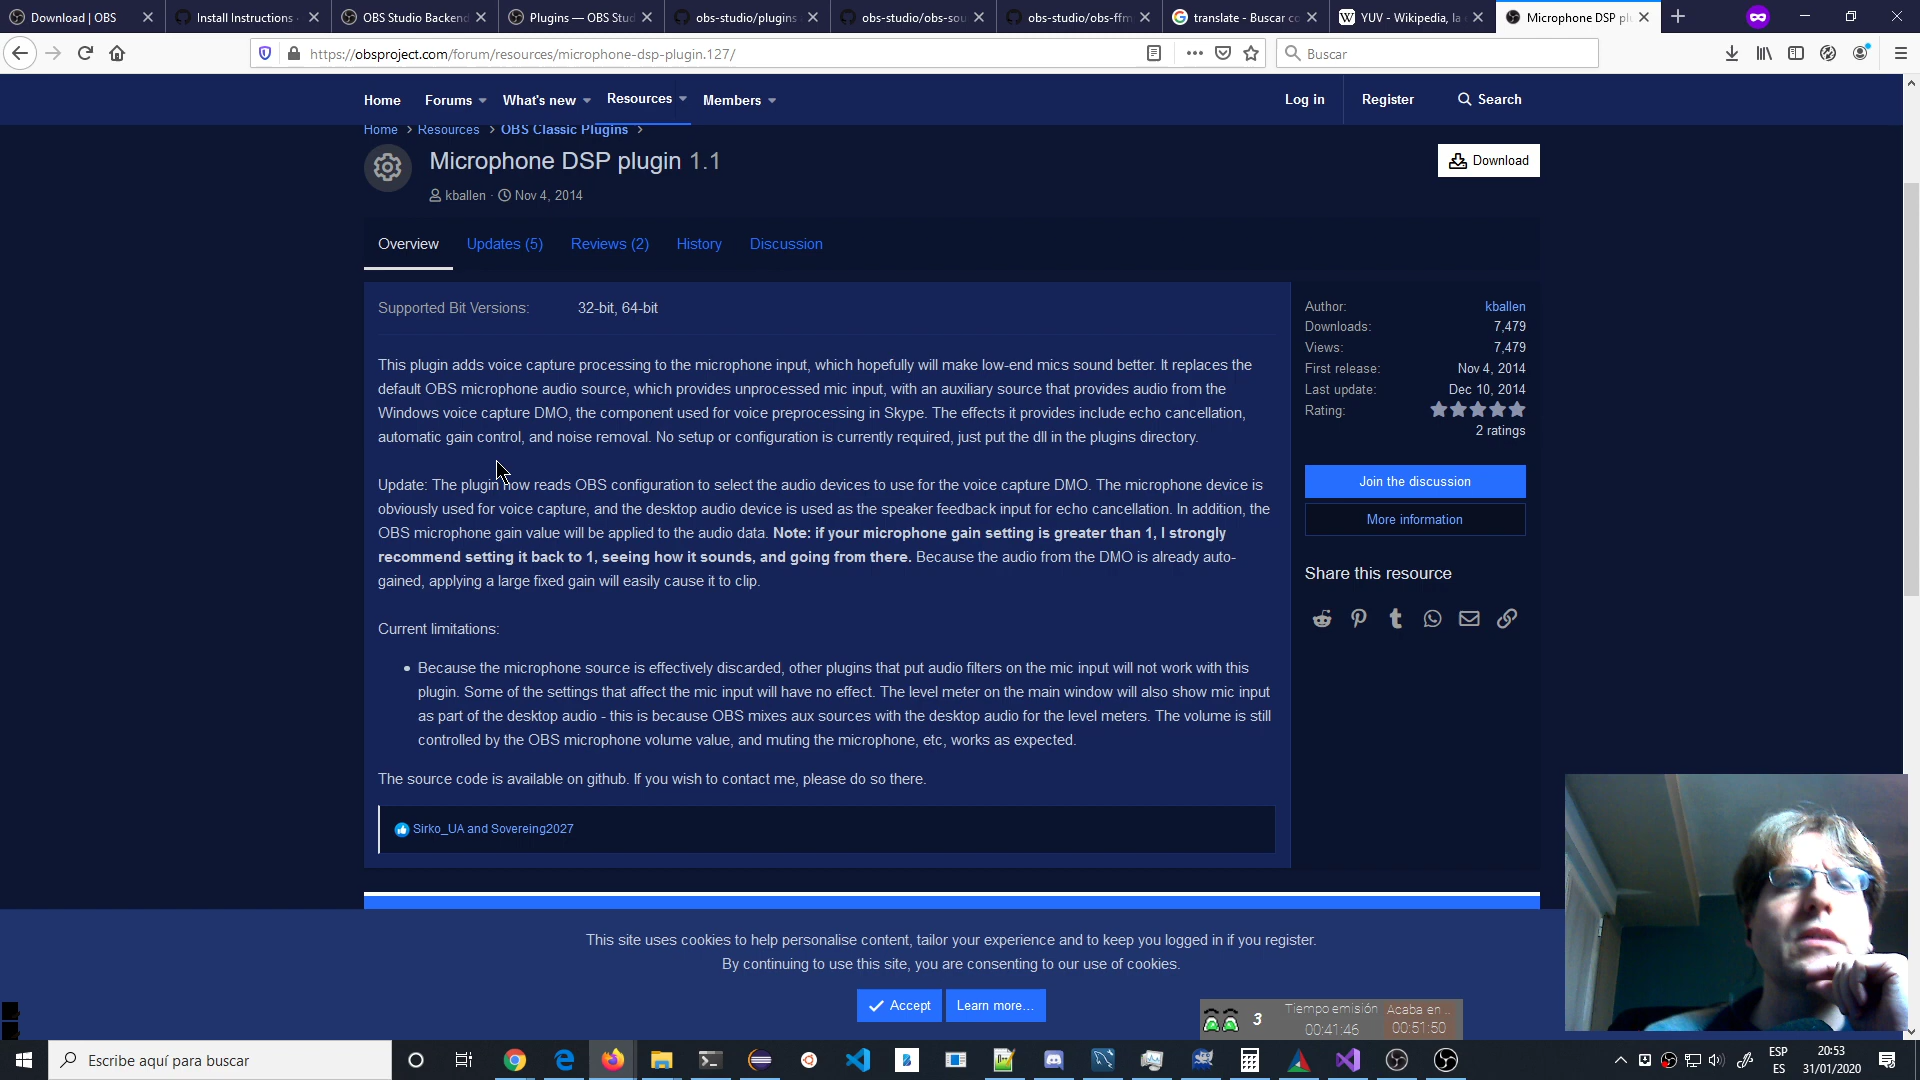 Download | OBS
Install Instructions ·
OBS Studio Backend
Plugins — OBS Stud
obs-studio/plugins
obs-studio/obs-sou
obs-studio/obs-ffm
translate - Buscar co
YUV - Wikipedia, la
Microphone DSP plu
https://obsproject.com/forum/resources/microphone-dsp-plugin.127/
Buscar
Home
Forums
What's new
Resources
Members
Log in
Register
Search
Home > Resources > OBS Classic Plugins >
Microphone DSP plugin 1.1
kballen · Nov 4, 2014
Download
Overview
Updates (5)
Reviews (2)
History
Discussion
Supported Bit Versions: 32-bit, 64-bit
This plugin adds voice capture processing to the microphone input, which hopefully will make low-end mics sound better. It replaces the
default OBS microphone audio source, which provides unprocessed mic input, with an auxiliary source that provides audio from the
Windows voice capture DMO, the component used for voice preprocessing in Skype. The effects it provides include echo cancellation,
automatic gain control, and noise removal. No setup or configuration is currently required, just put the dll in the plugins directory.
Update: The plugin now reads OBS configuration to select the audio devices to use for the voice capture DMO. The microphone device is
obviously used for voice capture, and the desktop audio device is used as the speaker feedback input for echo cancellation. In addition, the
OBS microphone gain value will be applied to the audio data. Note: if your microphone gain setting is greater than 1, I strongly
recommend setting it back to 1, seeing how it sounds, and going from there. Because the audio from the DMO is already auto-
gained, applying a large fixed gain will easily cause it to clip.
Current limitations:
• Because the microphone source is effectively discarded, other plugins that put audio filters on the mic input will not work with this
plugin. Some of the settings that affect the mic input will have no effect. The level meter on the main window will also show mic input
as part of the desktop audio - this is because OBS mixes aux sources with the desktop audio for the level meters. The volume is still
controlled by the OBS microphone volume value, and muting the microphone, etc, works as expected.
The source code is available on github. If you wish to contact me, please do so there.
Sirko_UA and Sovereing2027
Author: kballen
Downloads: 7,479
Views: 7,479
First release: Nov 4, 2014
Last update: Dec 10, 2014
Rating:
2 ratings
Join the discussion
More information
Share this resource
This site uses cookies to help personalise content, tailor your experience and to keep you logged in if you register.
By continuing to use this site, you are consenting to our use of cookies.
Accept
Learn more…
3
Tiempo emisión
00:41:46
Acaba en ..
00:51:50
Escribe aquí para buscar
ESP
ES
20:53
31/01/2020